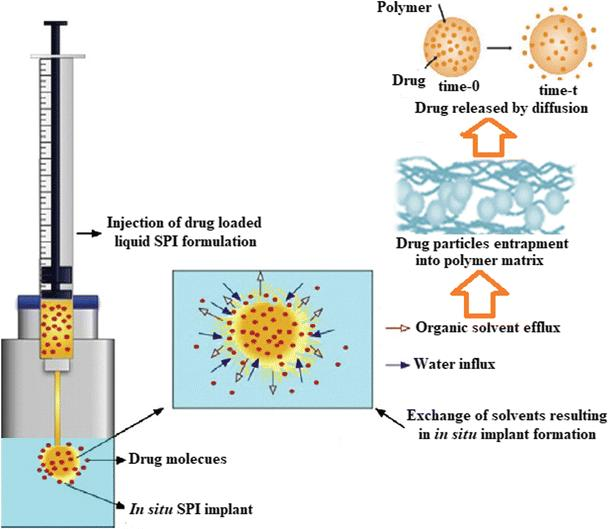 Polymer
Drug
time-0
time-t
Drug released by diffusion
Injection of drug loaded
liquid SPI formulation
Drug particles entrapment
into polymer matrix
Organic solvent efflux
Water influx
Exchange of solvents resulting
in in situ implant formation
Drug molecues
In situ SPI implant